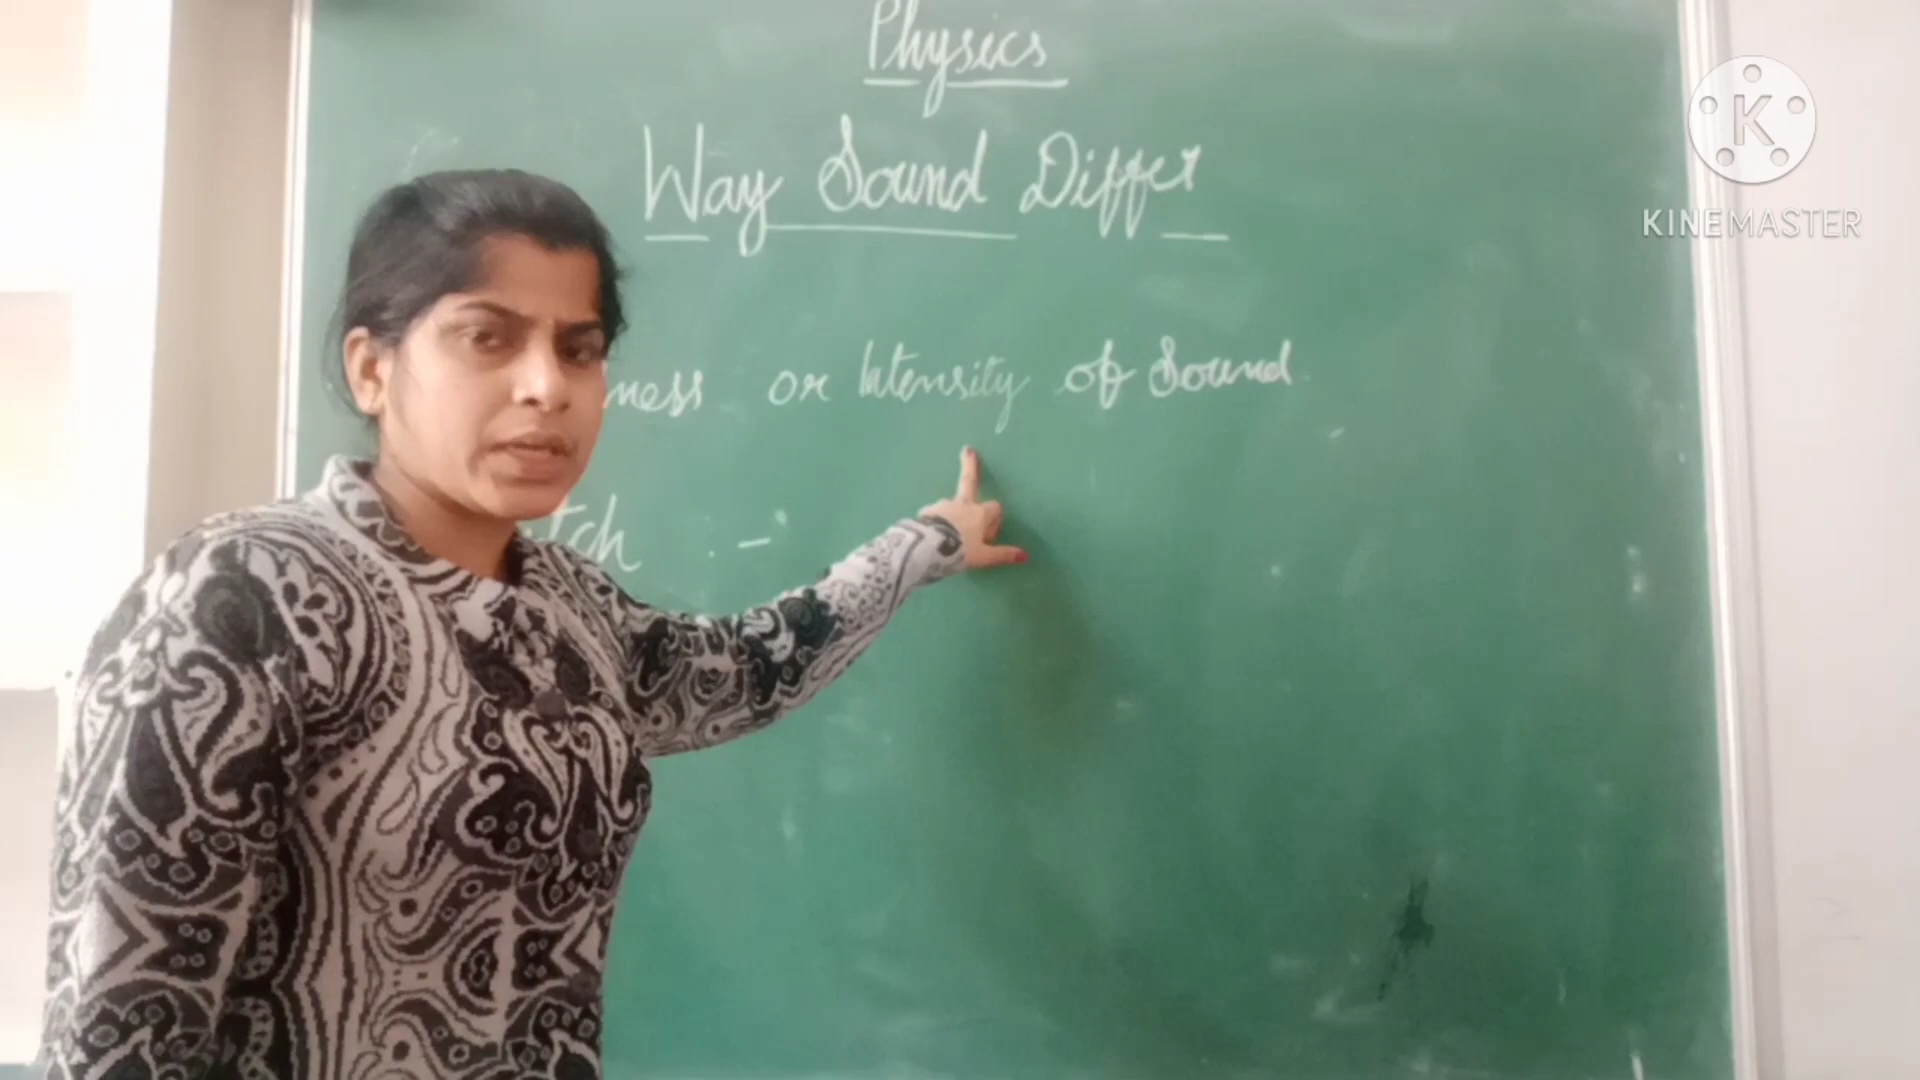 Physics
Way Sound Differ
ness or Intensity of Sound
tch :-
K
KINEMASTER